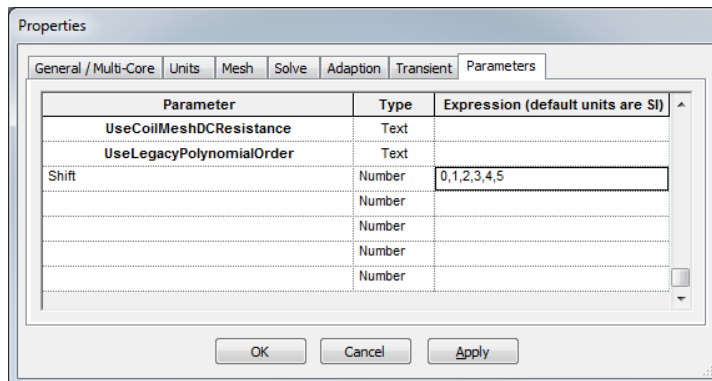 Properties
General / Multi-Core Units Mesh Solve Adaption Transient Parameters
Parameter Type Expression (default units are SI)
UseCoilMeshDCResistance Text
UseLegacyPolynomialOrder Text
Shift Number 0,1,2,3,4,5
Number
Number
Number
Number
OK Cancel Apply